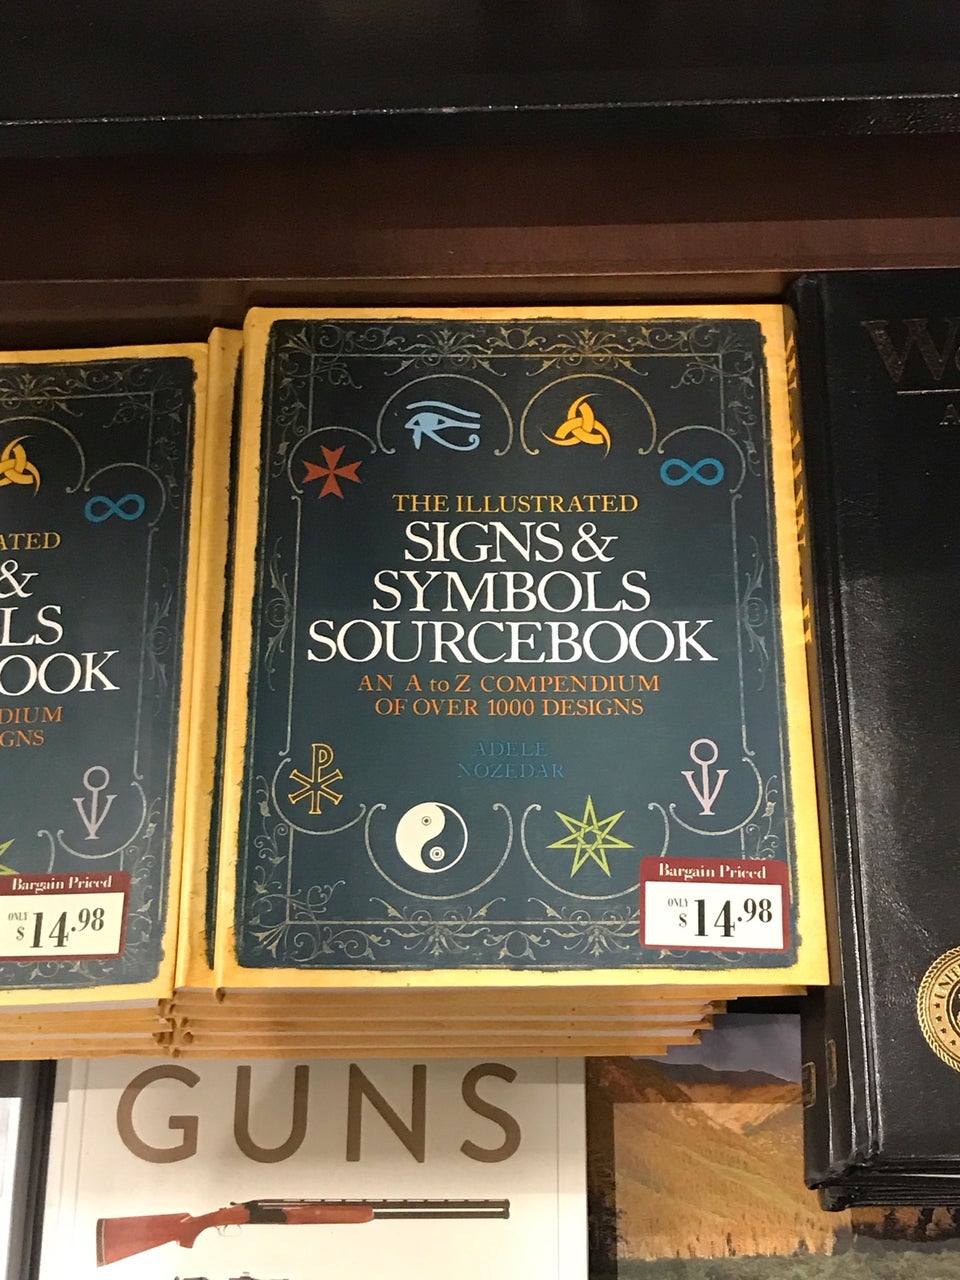 THE ILLUSTRATED
SIGNS &
SYMBOLS
SOURCEBOOK
AN A to Z COMPENDIUM
OF OVER 1000 DESIGNS
ADELE
NOZEDAR
Bargain Priced
ONLY
$14.98
ATED
&
LS
OOK
DIUM
GNS
Bargain Priced
ONLY
$14.98
GUNS